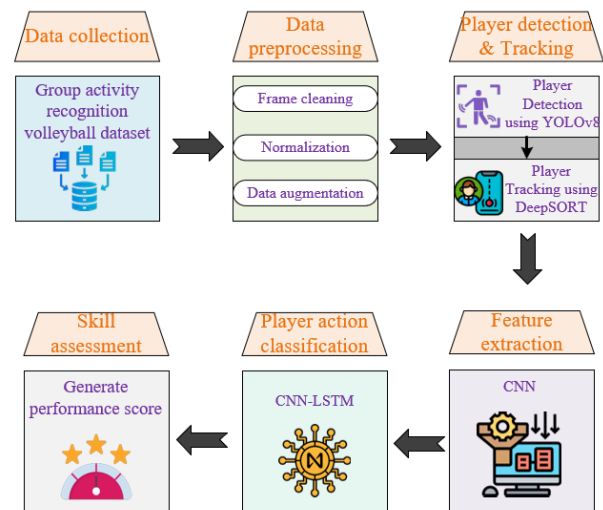 Data collection
Group activity
recognition
volleyball dataset
Data
preprocessing
Frame cleaning
Normalization
Data augmentation
Player detection
& Tracking
Player
Detection
using YOLOv8
Player
Tracking using
DeepSORT
Feature
extraction
CNN
Player action
classification
CNN-LSTM
Skill
assessment
Generate
performance score